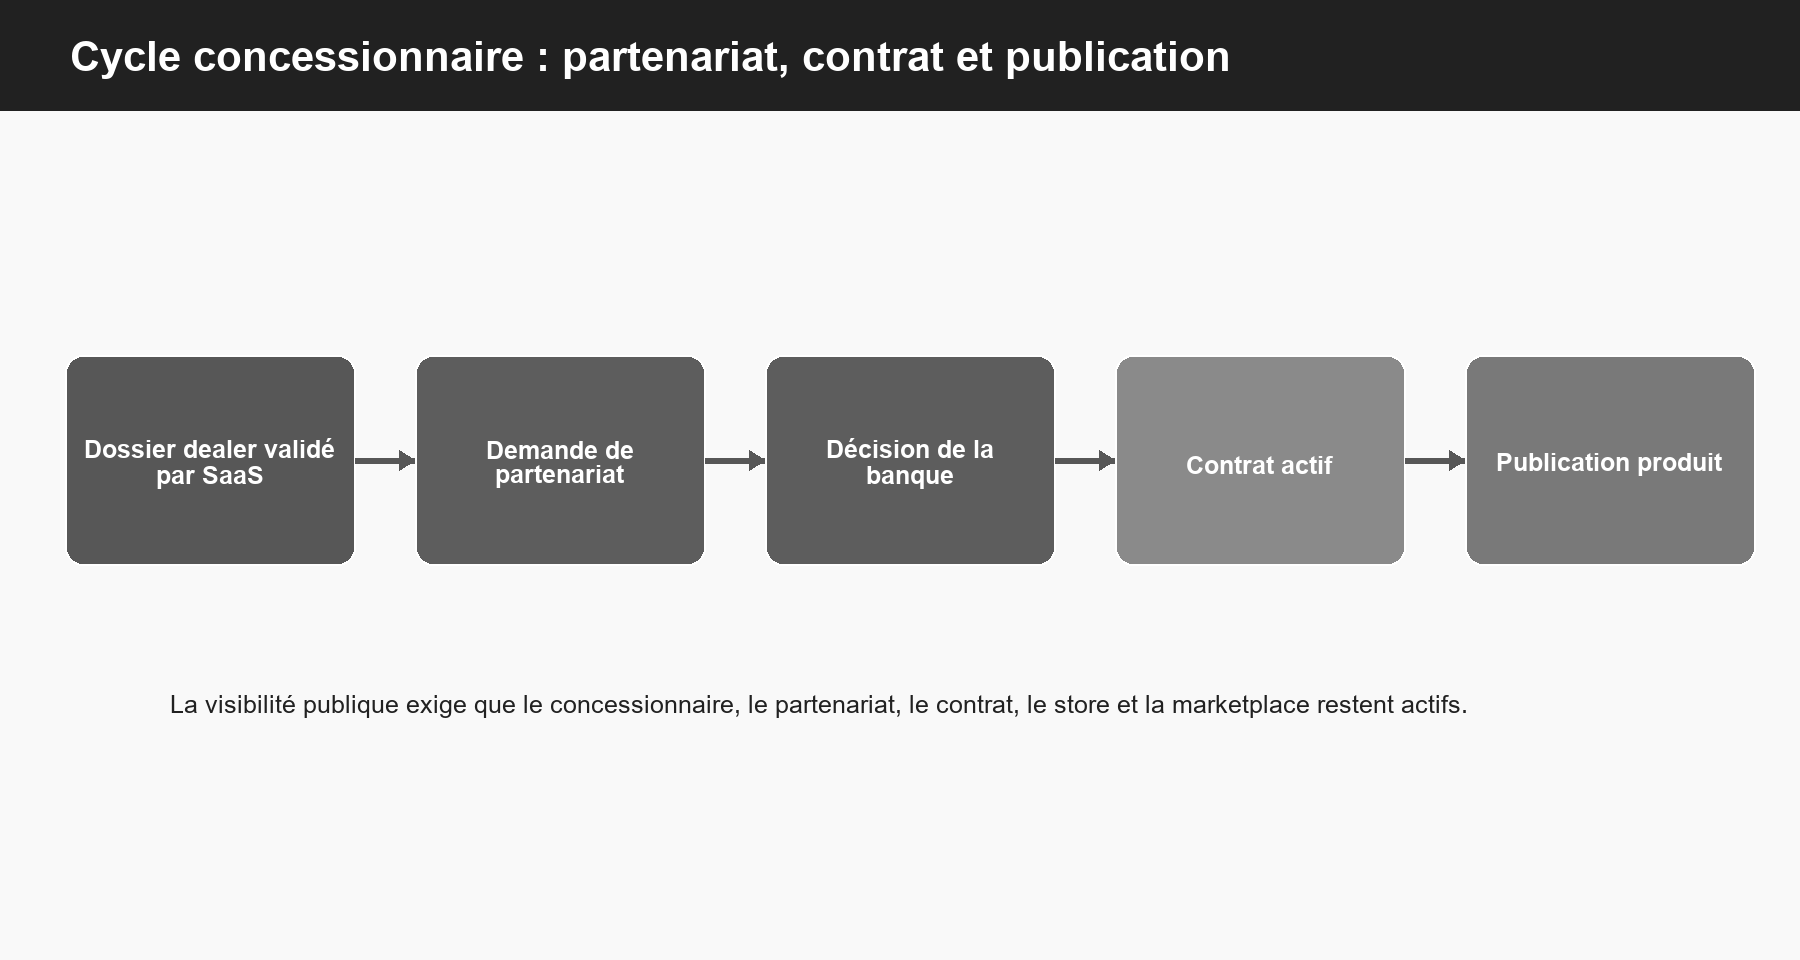 Cycle concessionnaire : partenariat, contrat et publication
Dossier dealer validé
par SaaS
Demande de
partenariat
Décision de la
banque
Contrat actif
Publication produit
La visibilité publique exige que le concessionnaire, le partenariat, le contrat, le store et la marketplace restent actifs.